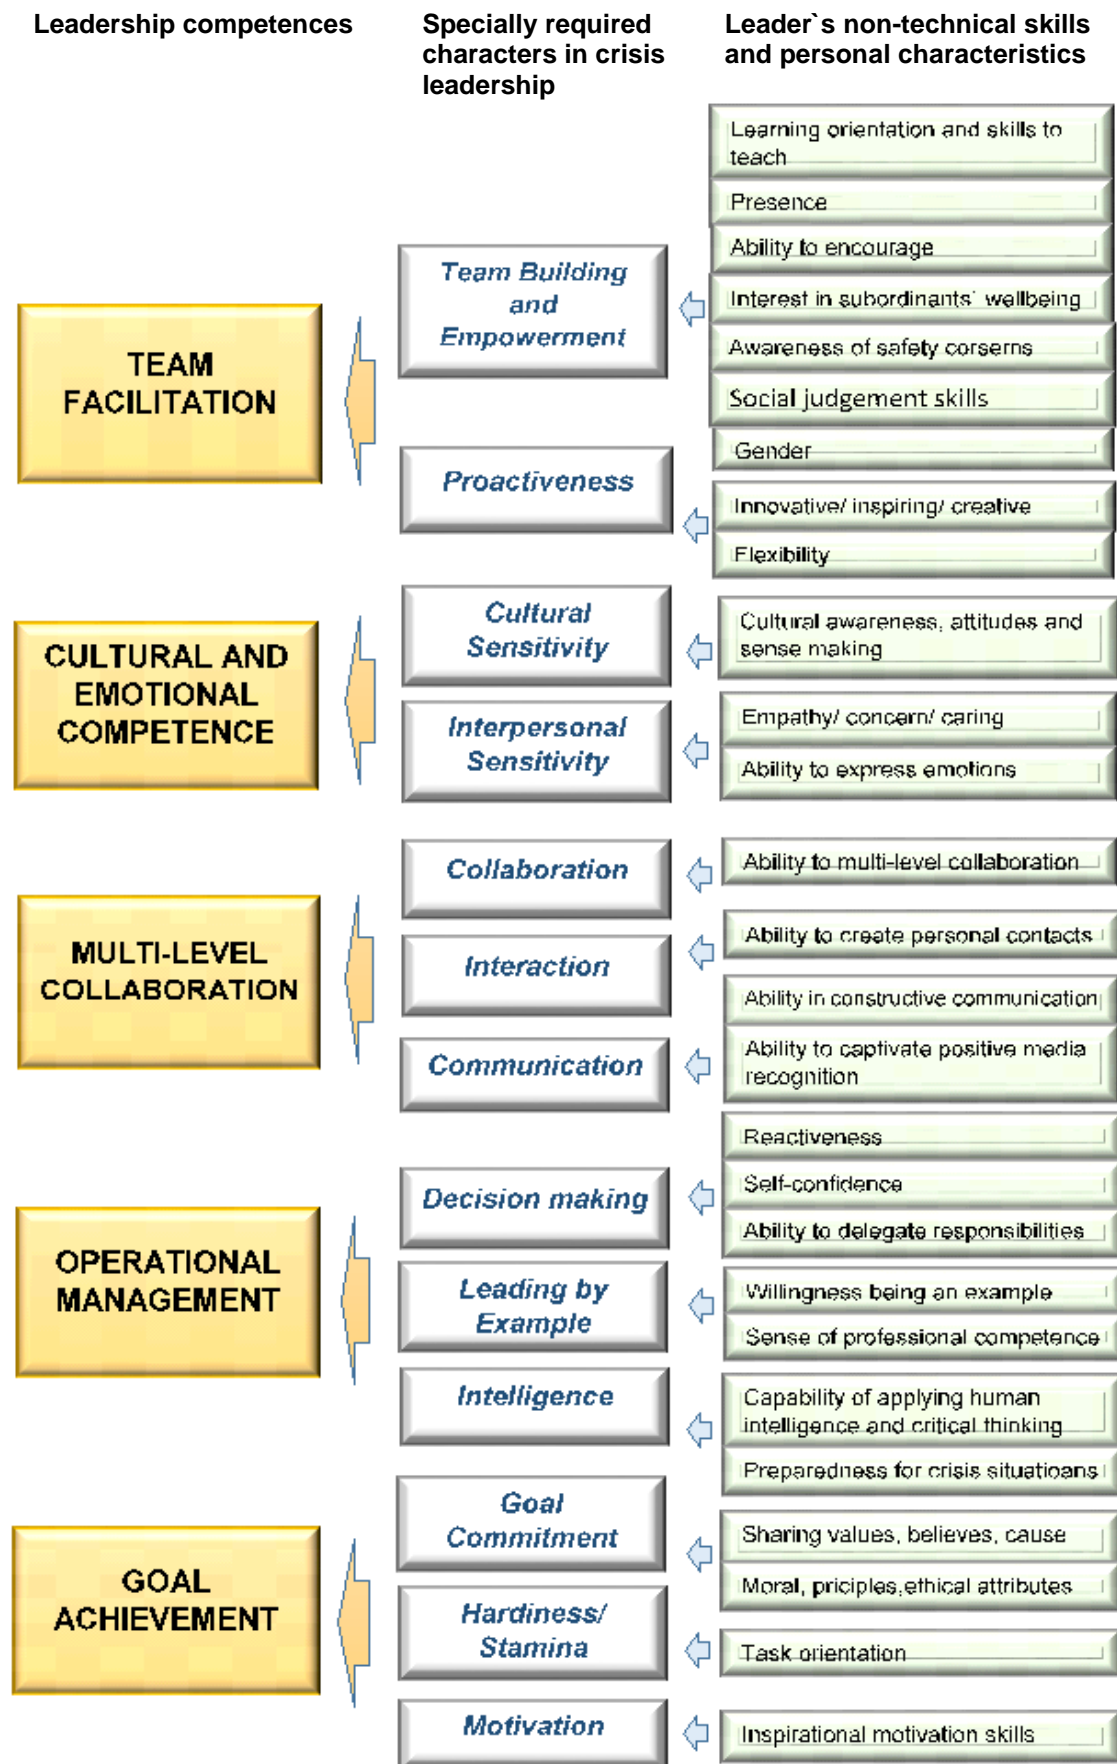 Leadership competences
Specially required
characters in crisis
leadership
Leader`s non-technical skills
and personal characteristics
TEAM
FACILITATION
Team Building
and
Empowerment
Proactiveness
Learning orientation and skills to
teach
Presence
Ability to encourage
Interest in subordinants` wellbeing
Awareness of safety corserns
Social judgement skills
Gender
Innovative/ inspiring/ creative
Flexibility
CULTURAL AND
EMOTIONAL
COMPETENCE
Cultural
Sensitivity
Interpersonal
Sensitivity
Cultural awareness, attitudes and
sense making
Empathy/ concern/ caring
Ability to express emotions
MULTI-LEVEL
COLLABORATION
Collaboration
Interaction
Communication
Ability to multi-level collaboration
Ability to create personal contacts
Ability in constructive communication
Ability to captivate positive media
recognition
OPERATIONAL
MANAGEMENT
Decision making
Leading by
Example
Intelligence
Reactiveness
Self-confidence
Ability to delegate responsibilities
Willingness being an example
Sense of professional competence
Capability of applying human
intelligence and critical thinking
Preparedness for crisis situatioans
GOAL
ACHIEVEMENT
Goal
Commitment
Hardiness/
Stamina
Motivation
Sharing values, believes, cause
Moral, priciples,ethical attributes
Task orientation
Inspirational motivation skills